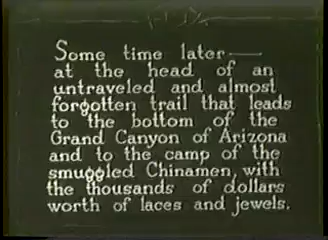 Some time later—
at the head of an
untraveled and almost
forgotten trail that leads
to the bottom of the
Grand Canyon of Arizona
and to the camp of the
smuggled Chinamen, with
the thousands of dollars
worth of laces and jewels.